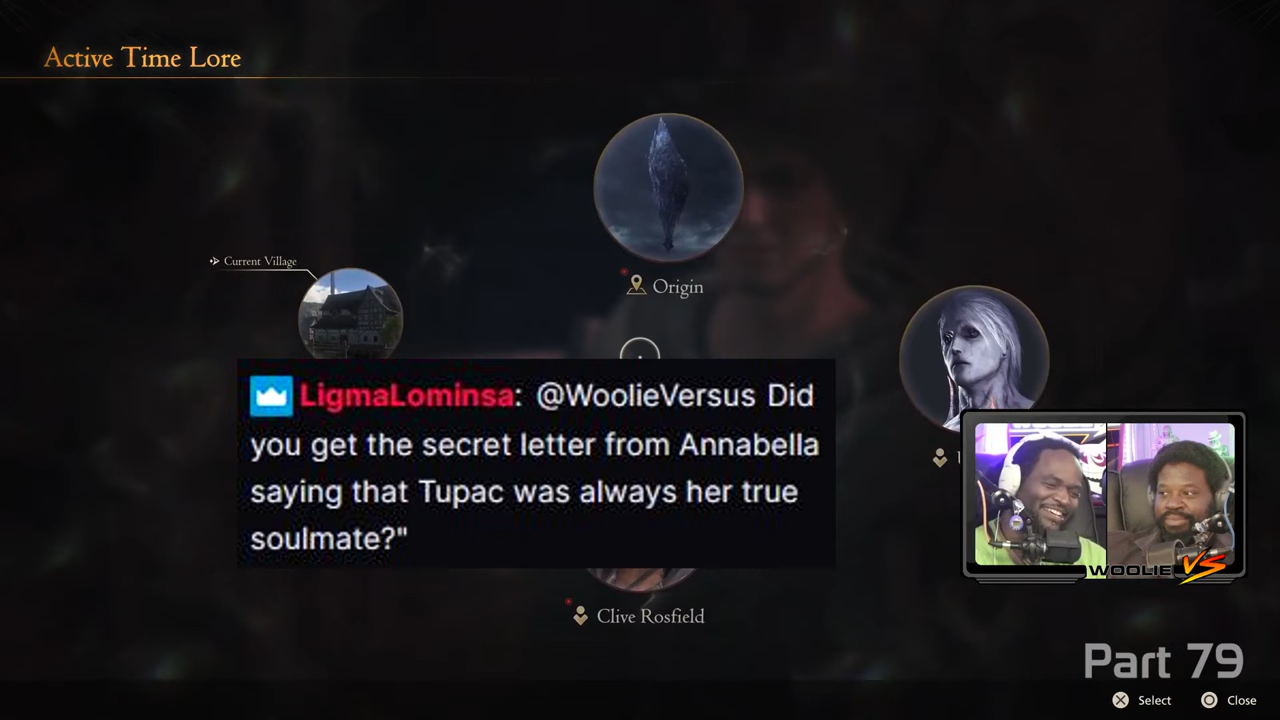 Active Time Lore
Current Village
Origin
LigmaLominsa: @WoolieVersus Did
you get the secret letter from Annabella
saying that Tupac was always her true
soulmate?"
WOOLIE VS
Clive Rosfield
Part 79
Select Close